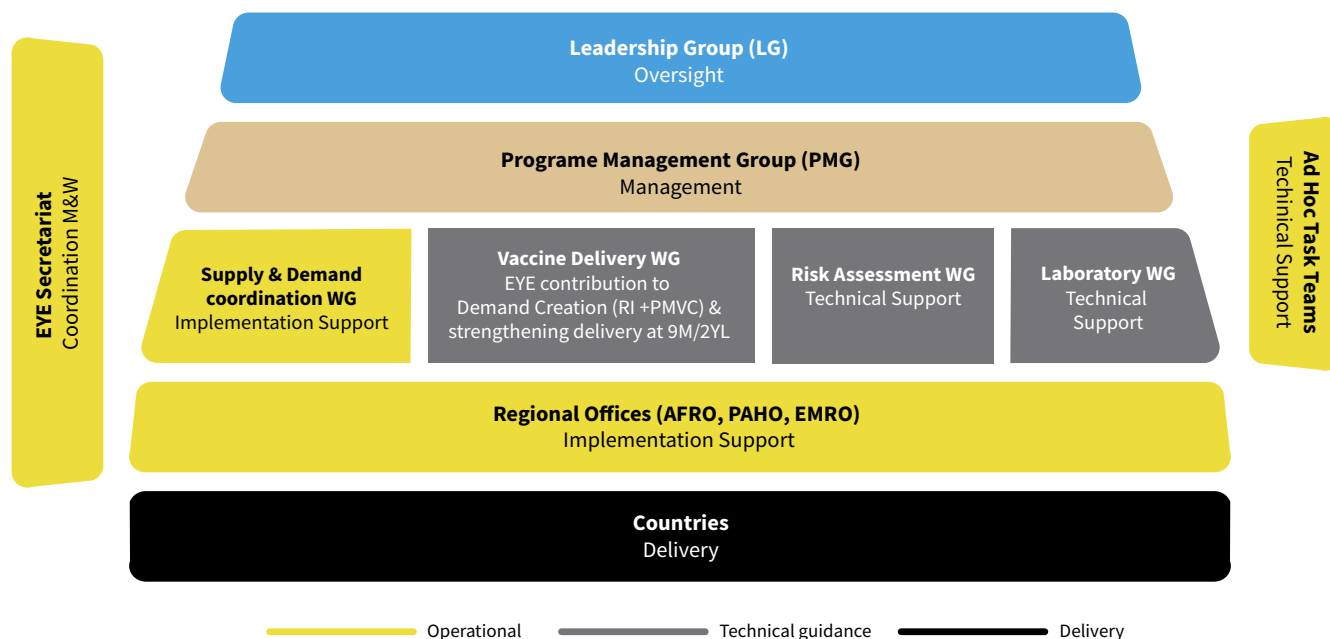 Leadership Group (LG)
Oversight
EYE Secretariat
Coordination M&W
Programe Management Group (PMG)
Management
Ad Hoc Task Teams
Techinical Support
Supply & Demand
coordination WG
Implementation Support
Vaccine Delivery WG
EYE contribution to
Demand Creation (RI +PMVC) &
strengthening delivery at 9M/2YL
Risk Assessment WG
Technical Support
Laboratory WG
Technical
Support
Regional Offices (AFRO, PAHO, EMRO)
Implementation Support
Countries
Delivery
Operational
Technical guidance
Delivery